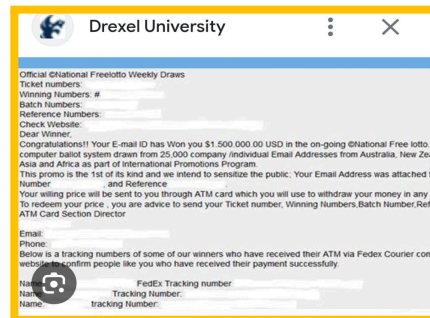 Drexel University
Official ©National Freelotto Weekly Draws
Ticket numbers:
Winning Numbers: #
Batch Numbers:
Reference Numbers:
Check Website:
Dear Winner,
Congratulations!! Your E-mail ID has Won you $1.500.000.00 USD in the on-going ©National Free lotto.
computer ballot system drawn from 25,000 company /individual Email Addresses from Australia, New Zea
Asia and Africa as part of International Promotions Program.
This promo is the 1st of its kind and we intend to sensitize the public; Your Email Address was attached
Number , and Reference .
Your willing price will be sent to you through ATM card which you will use to withdraw your money in any
To redeem your price , you are advice to send your Ticket number, Winning Numbers,Batch Number,Ref
ATM Card Section Director
Email:
Phone:
Below is a tracking numbers of some of our winners who have received their ATM via Fedex Courier com
website to confirm people like you who have received their payment successfully.
Name FedEx Tracking number
Name Tracking Number:
Name: tracking Number: